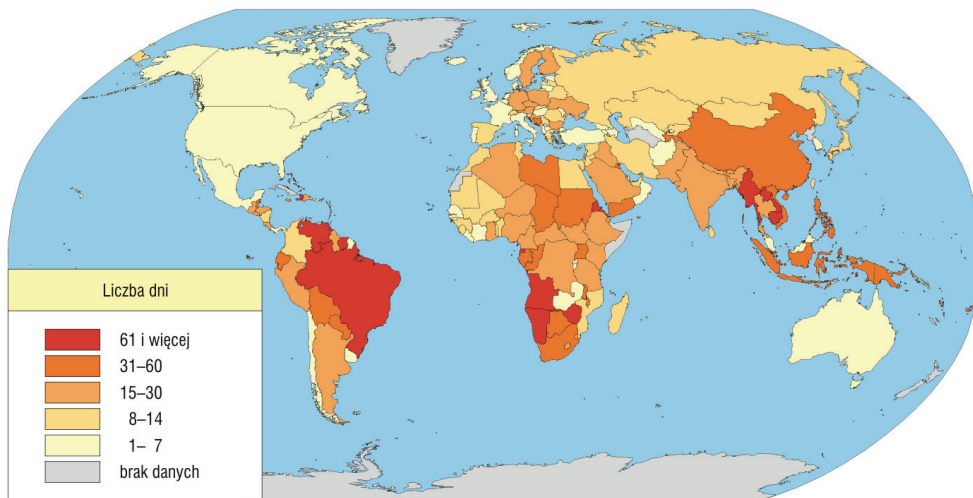 Liczba dni
61 i więcej
31–60
15–30
8–14
1– 7
brak danych